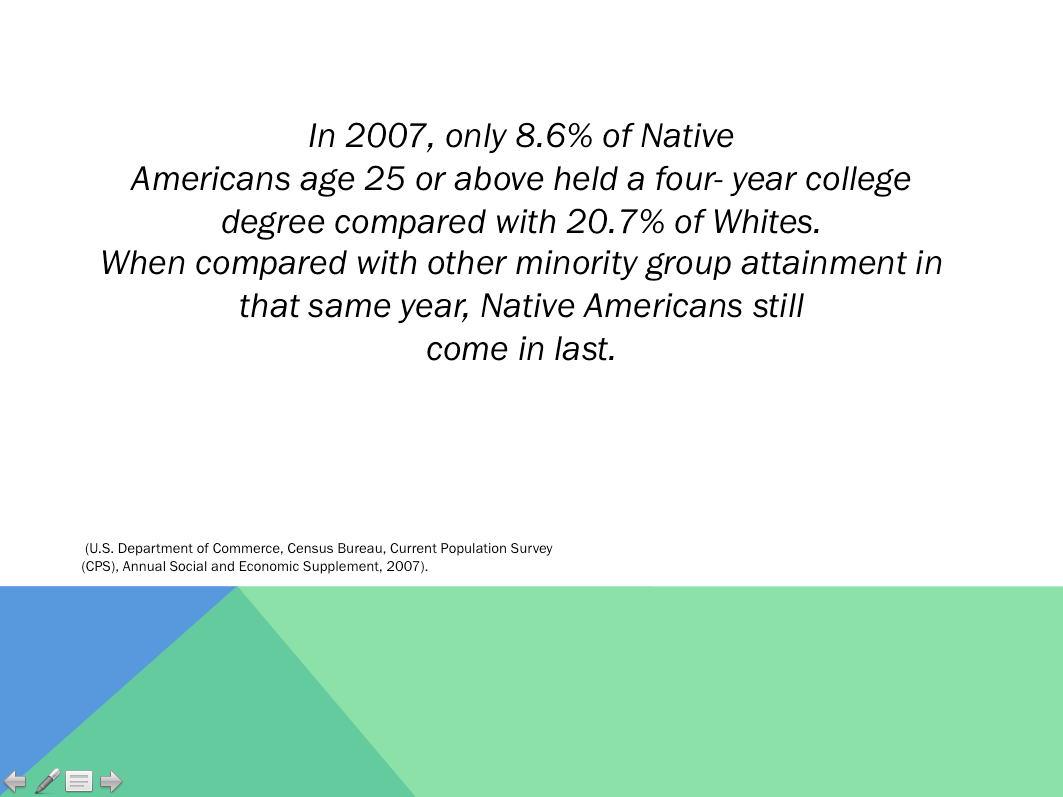 In 2007, only 8.6% of Native
Americans age 25 or above held a four- year college
degree compared with 20.7% of Whites.
When compared with other minority group attainment in
that same year, Native Americans still
come in last.
(U.S. Department of Commerce, Census Bureau, Current Population Survey
(CPS), Annual Social and Economic Supplement, 2007).